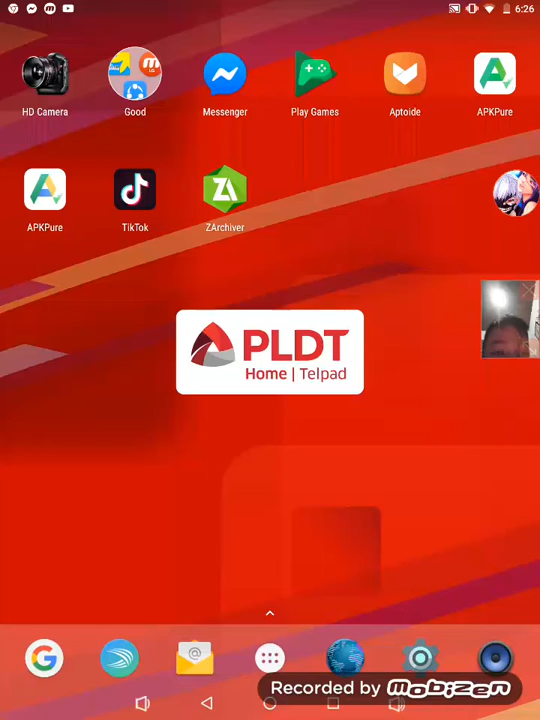 6:26
HD Camera
Good
Messenger
Play Games
Aptoide
APKPure
APKPure
TikTok
ZArchiver
PLDT
Home | Telpad
Recorded by mobizen